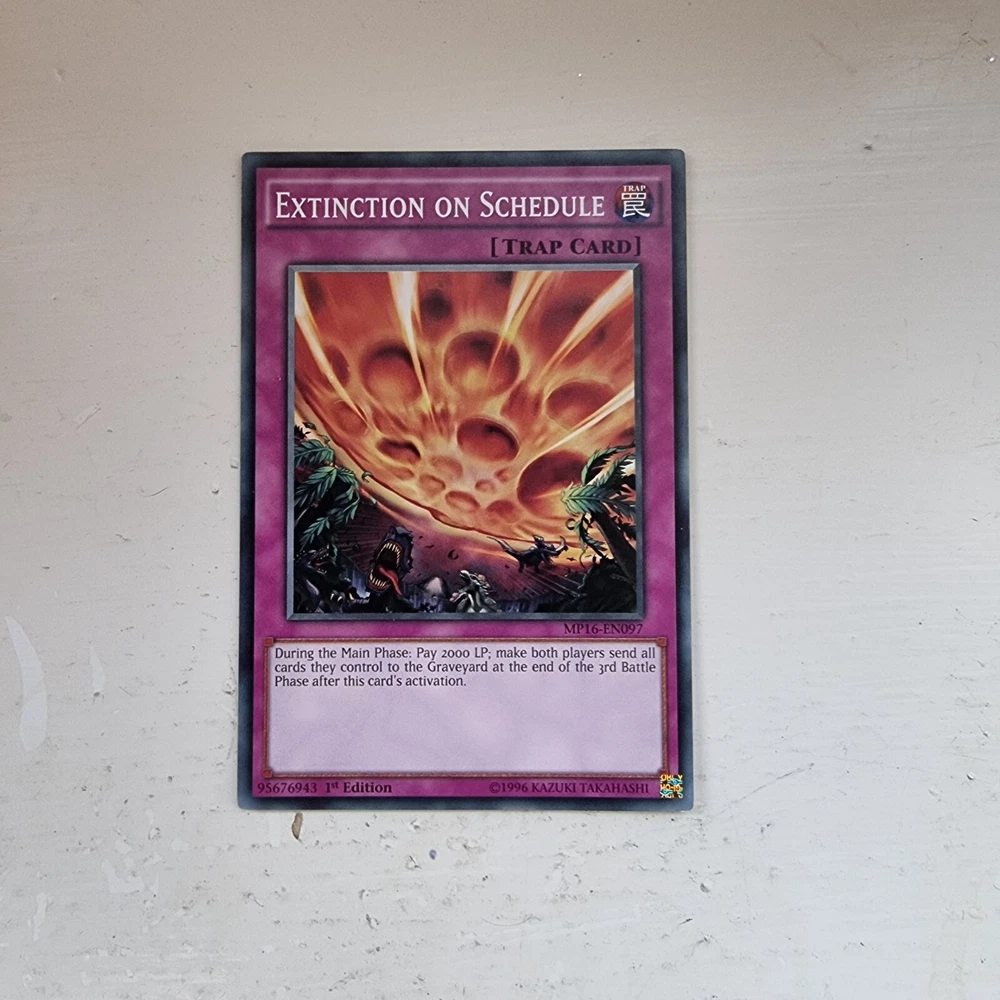 EXTINCTION ON SCHEDULE
TRAP
罠
[TRAP CARD]
MP16-EN097
During the Main Phase: Pay 2000 LP; make both players send all
cards they control to the Graveyard at the end of the 3rd Battle
Phase after this card's activation.
95676943 1st Edition
©1996 KAZUKI TAKAHASHI